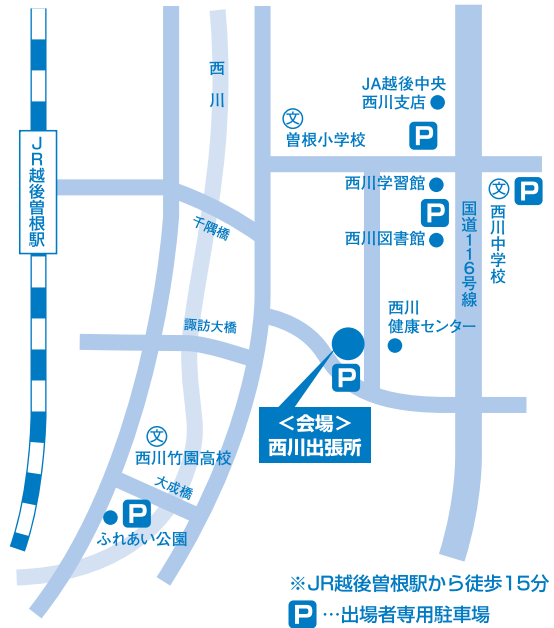 西川
JA越後中央
西川支店
P
文
曽根小学校
JR越後曽根駅
西川学習館
文
P
西川中学校
P
国道116号線
千隅橋
西川図書館
西川
健康センター
諏訪大橋
P
＜会場＞
西川出張所
文
西川竹園高校
大成橋
P
ふれあい公園
※JR越後曽根駅から徒歩15分
P…出場者専用駐車場